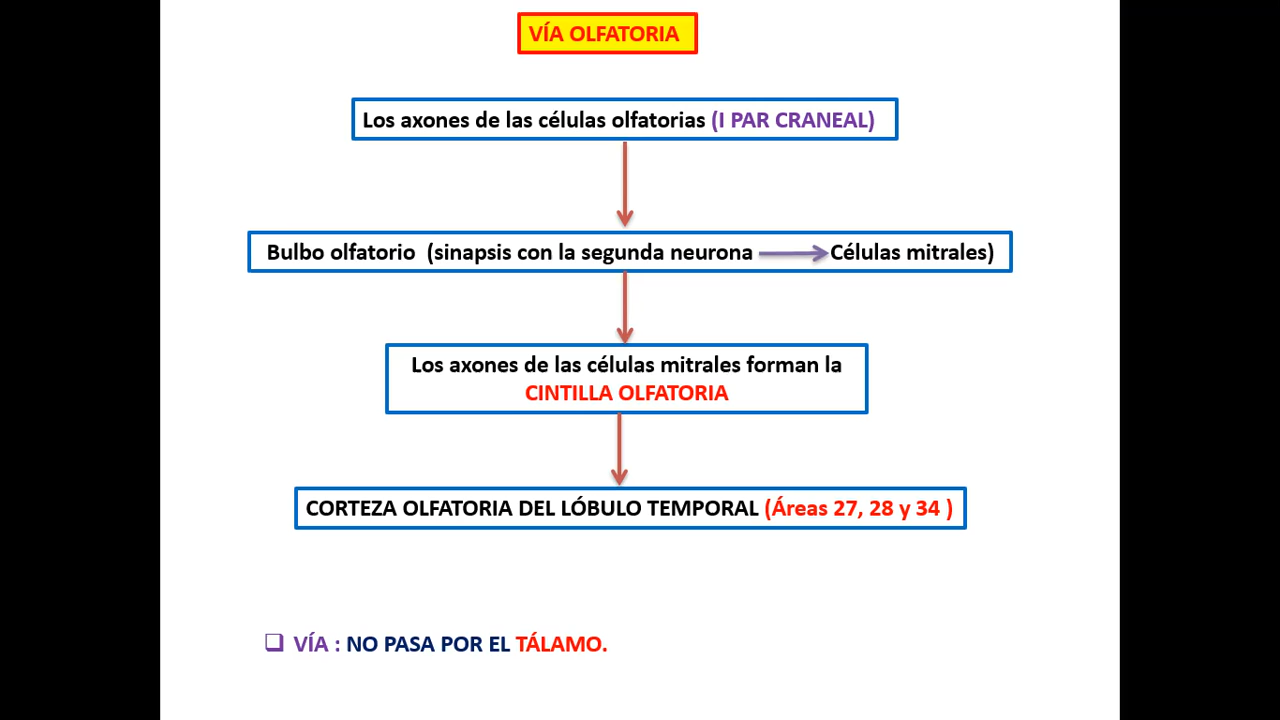 VÍA OLFATORIA
Los axones de las células olfatorias (I PAR CRANEAL)
Bulbo olfatorio (sinapsis con la segunda neurona Células mitrales)
Los axones de las células mitrales forman la
CINTILLA OLFATORIA
CORTEZA OLFATORIA DEL LÓBULO TEMPORAL (Áreas 27, 28 y 34 )
VÍA : NO PASA POR EL TÁLAMO.